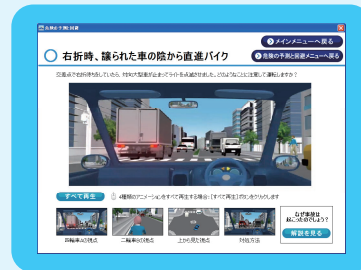 危険の予測と回避
メインメニューへ戻る
右折時、譲られた車の陰から直進バイク
危険の予測と回避メニューへ戻る
交差点で右折待ちをしていたら、対向大型車が止まってライトを点滅させました。どのようなことに注意して運転しますか?
すべて再生
4種類のアニメーションをすべて再生する場合:[すべて再生]ボタンをクリックします
四輪車Aの視点
二輪車Bの視点
上から見た視点
対処方法
なぜ事故は
おこったのでしょう?
解説を見る